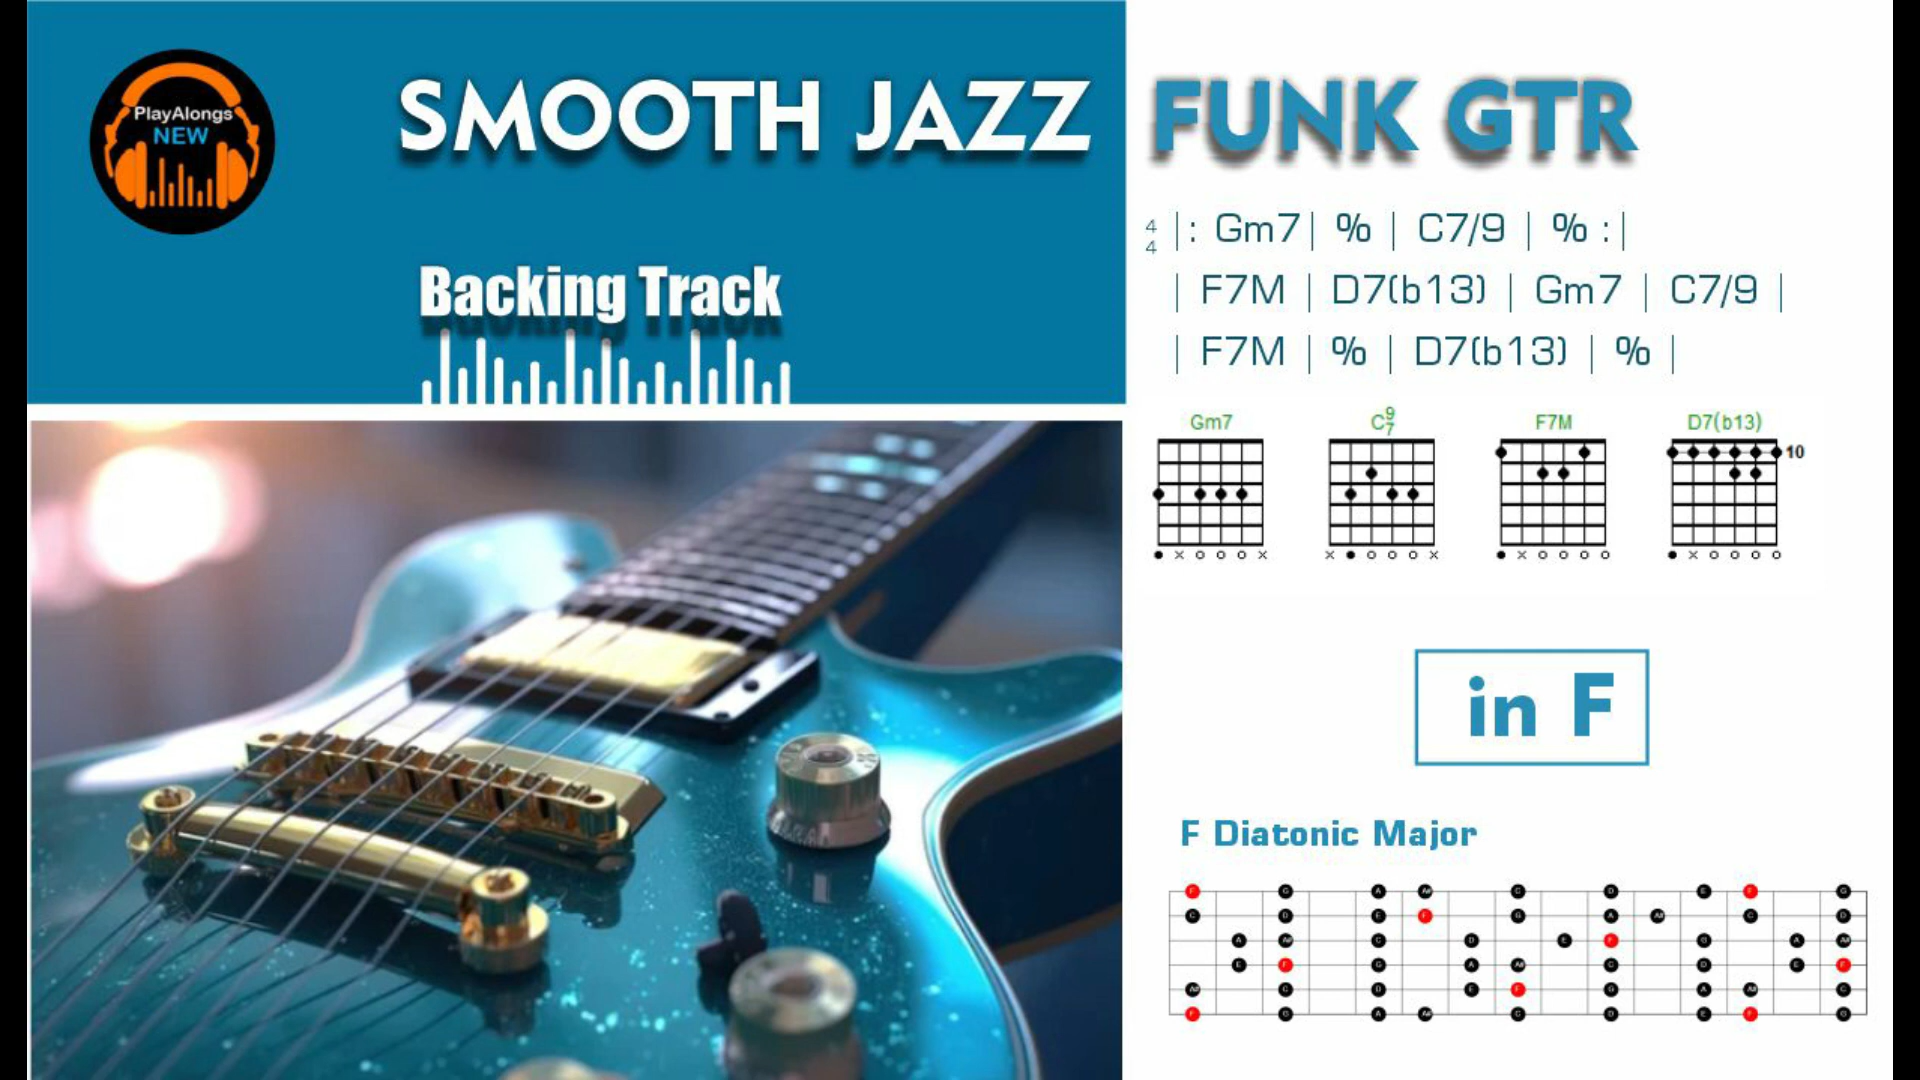 PlayAlongs
NEW
SMOOTH JAZZ FUNK GTR
Backing Track
4
4
|: Gm7| % | C7/9 | % :|
| F7M | D7(b13) | Gm7 | C7/9 |
| F7M | % | D7(b13) | % |
Gm7 C9/7 F7M D7(b13)
10
in F
F Diatonic Major
F G A A# C D E F G
C D E F G A A# C D
A A# C D E F G A A#
E F G A A# C D E F
A# C D E F G A A# C
F G A A# C D E F G